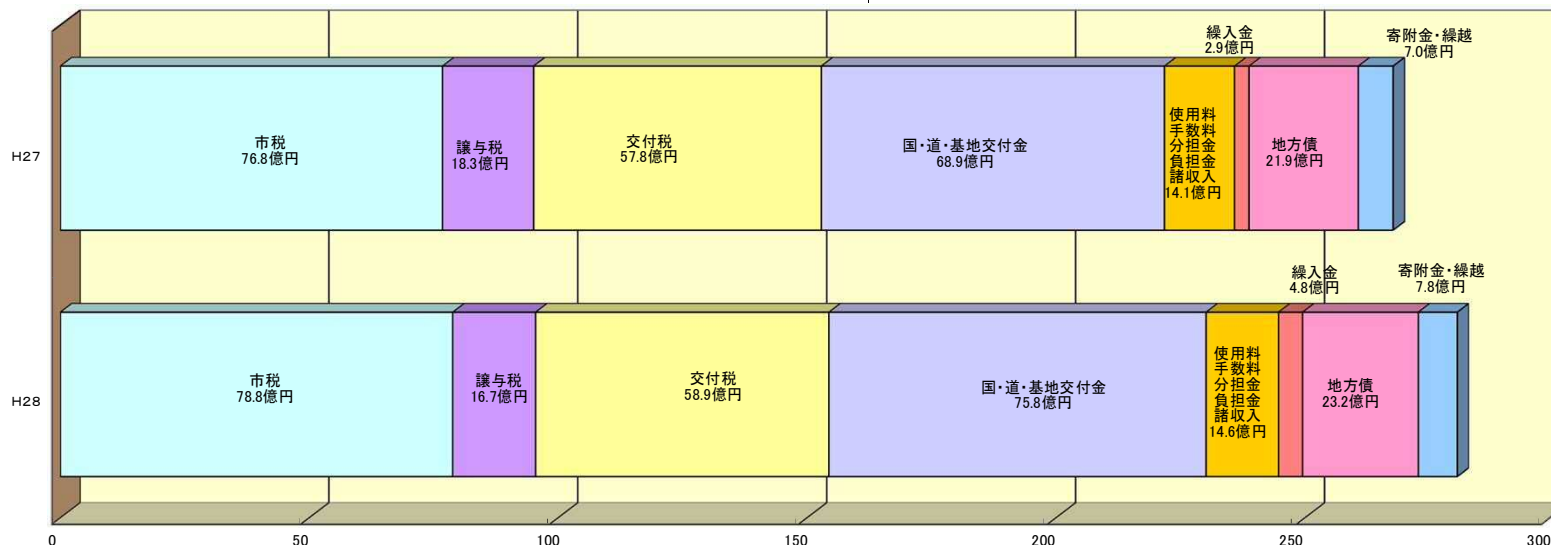 繰入金
2.9億円
寄附金・繰越
7.0億円
H27
市税
76.8億円
譲与税
18.3億円
交付税
57.8億円
国・道・基地交付金
68.9億円
使用料
手数料
分担金
負担金
諸収入
14.1億円
地方債
21.9億円
繰入金
4.8億円
寄附金・繰越
7.8億円
H28
市税
78.8億円
譲与税
16.7億円
交付税
58.9億円
国・道・基地交付金
75.8億円
使用料
手数料
分担金
負担金
諸収入
14.6億円
地方債
23.2億円
0 50 100 150 200 250 300